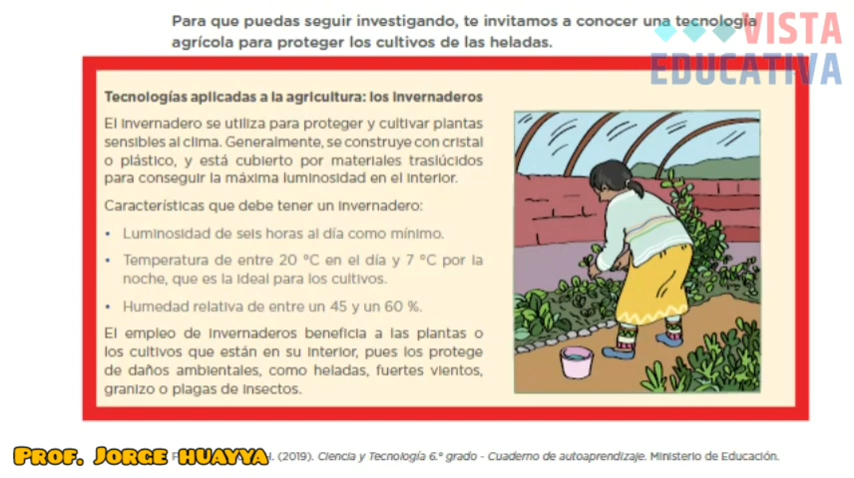 Para que puedas seguir investigando, te invitamos a conocer una tecnología
agrícola para proteger los cultivos de las heladas.
VISTA
EDUCATIVA
Tecnologías aplicadas a la agricultura: los invernaderos
El invernadero se utiliza para proteger y cultivar plantas
sensibles al clima. Generalmente, se construye con cristal
o plástico, y está cubierto por materiales traslúcidos
para conseguir la máxima luminosidad en el interior.
Características que debe tener un invernadero:
• Luminosidad de seis horas al día como mínimo.
• Temperatura de entre 20 °C en el día y 7 °C por la
noche, que es la ideal para los cultivos.
• Humedad relativa de entre un 45 y un 60 %.
El empleo de invernaderos beneficia a las plantas o
los cultivos que están en su interior, pues los protege
de daños ambientales, como heladas, fuertes vientos,
granizo o plagas de insectos.
Prof. Jorge huayya
(2019). Ciencia y Tecnología 6.° grado - Cuaderno de autoaprendizaje. Ministerio de Educación.